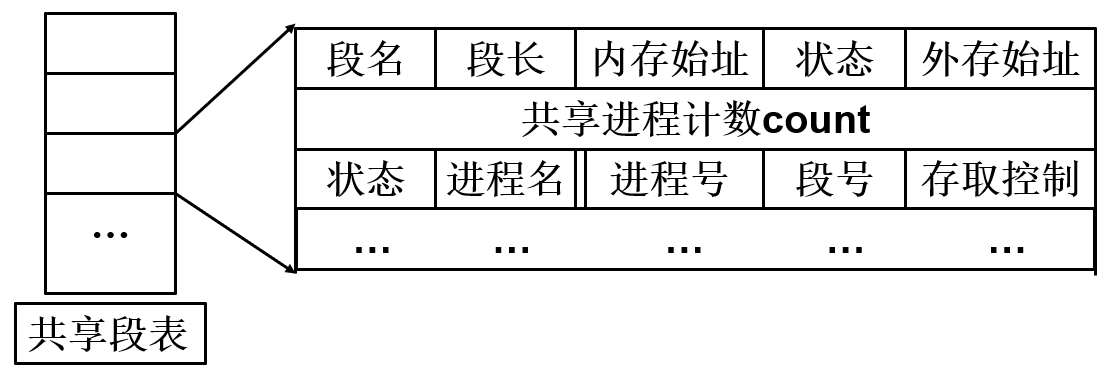 段名 段长 内存始址 状态 外存始址
共享进程计数count
状态 进程名 进程号 段号 存取控制
... ... ... ... ...
...
共享段表